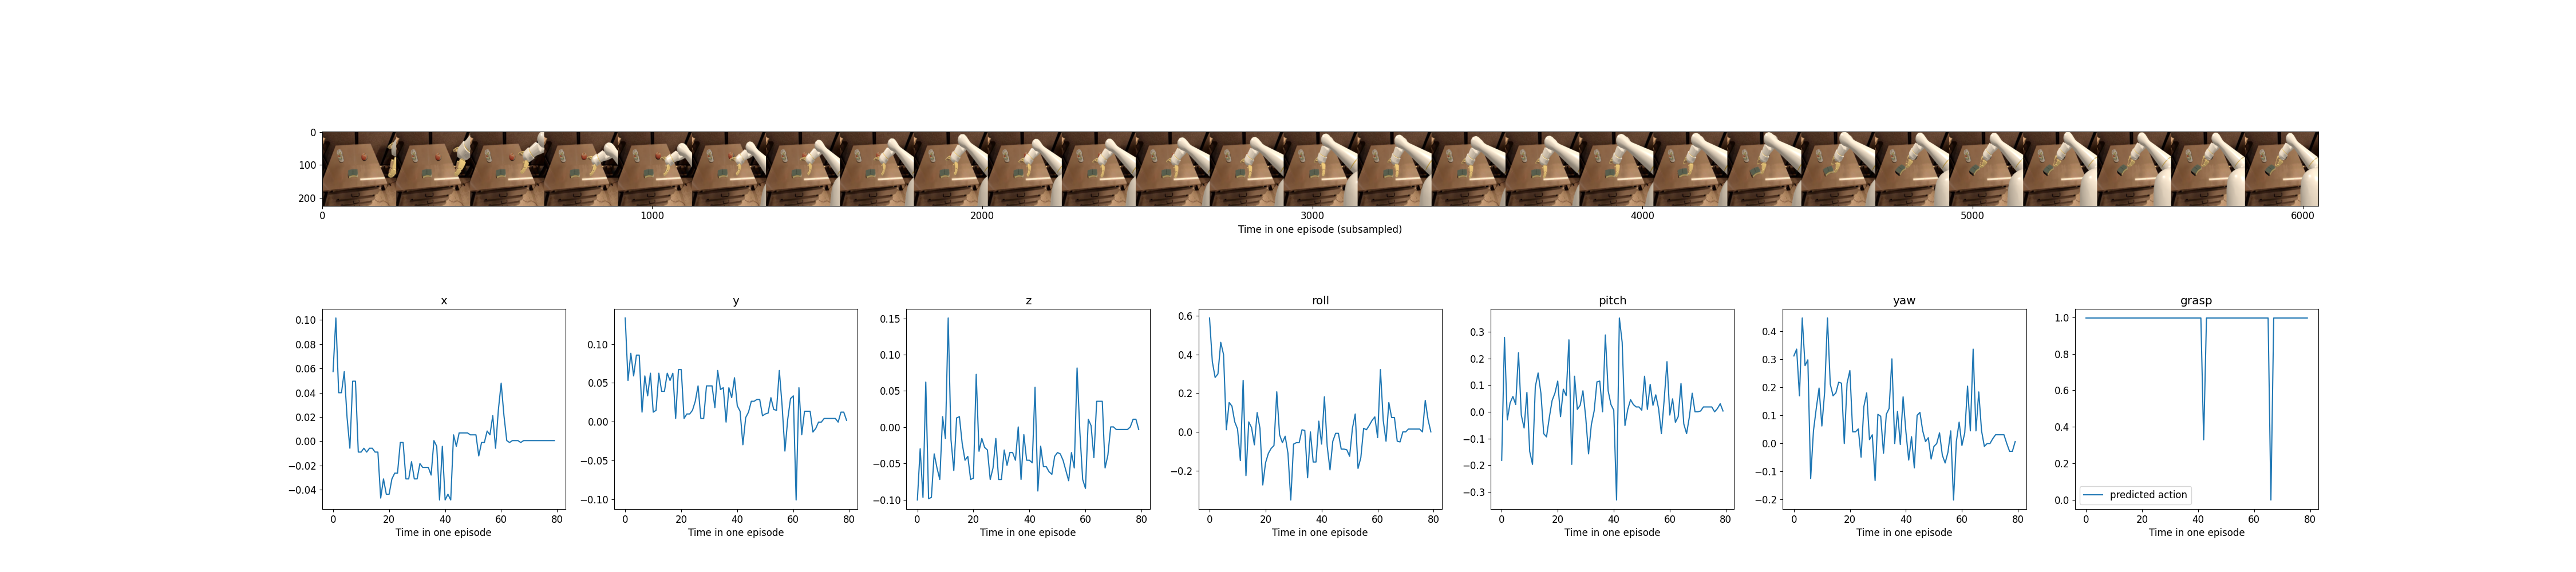 0
100
200
0 1000 2000 3000 4000 5000 6000
Time in one episode (subsampled)
x
0.10
0.08
0.06
0.04
0.02
0.00
−0.02
−0.04
0 20 40 60 80
Time in one episode
y
0.10
0.05
0.00
−0.05
−0.10
0 20 40 60 80
Time in one episode
z
0.15
0.10
0.05
0.00
−0.05
−0.10
0 20 40 60 80
Time in one episode
roll
0.6
0.4
0.2
0.0
−0.2
0 20 40 60 80
Time in one episode
pitch
0.3
0.2
0.1
0.0
−0.1
−0.2
−0.3
0 20 40 60 80
Time in one episode
yaw
0.4
0.3
0.2
0.1
0.0
−0.1
−0.2
0 20 40 60 80
Time in one episode
grasp
1.0
0.8
0.6
0.4
0.2
0.0
predicted action
0 20 40 60 80
Time in one episode